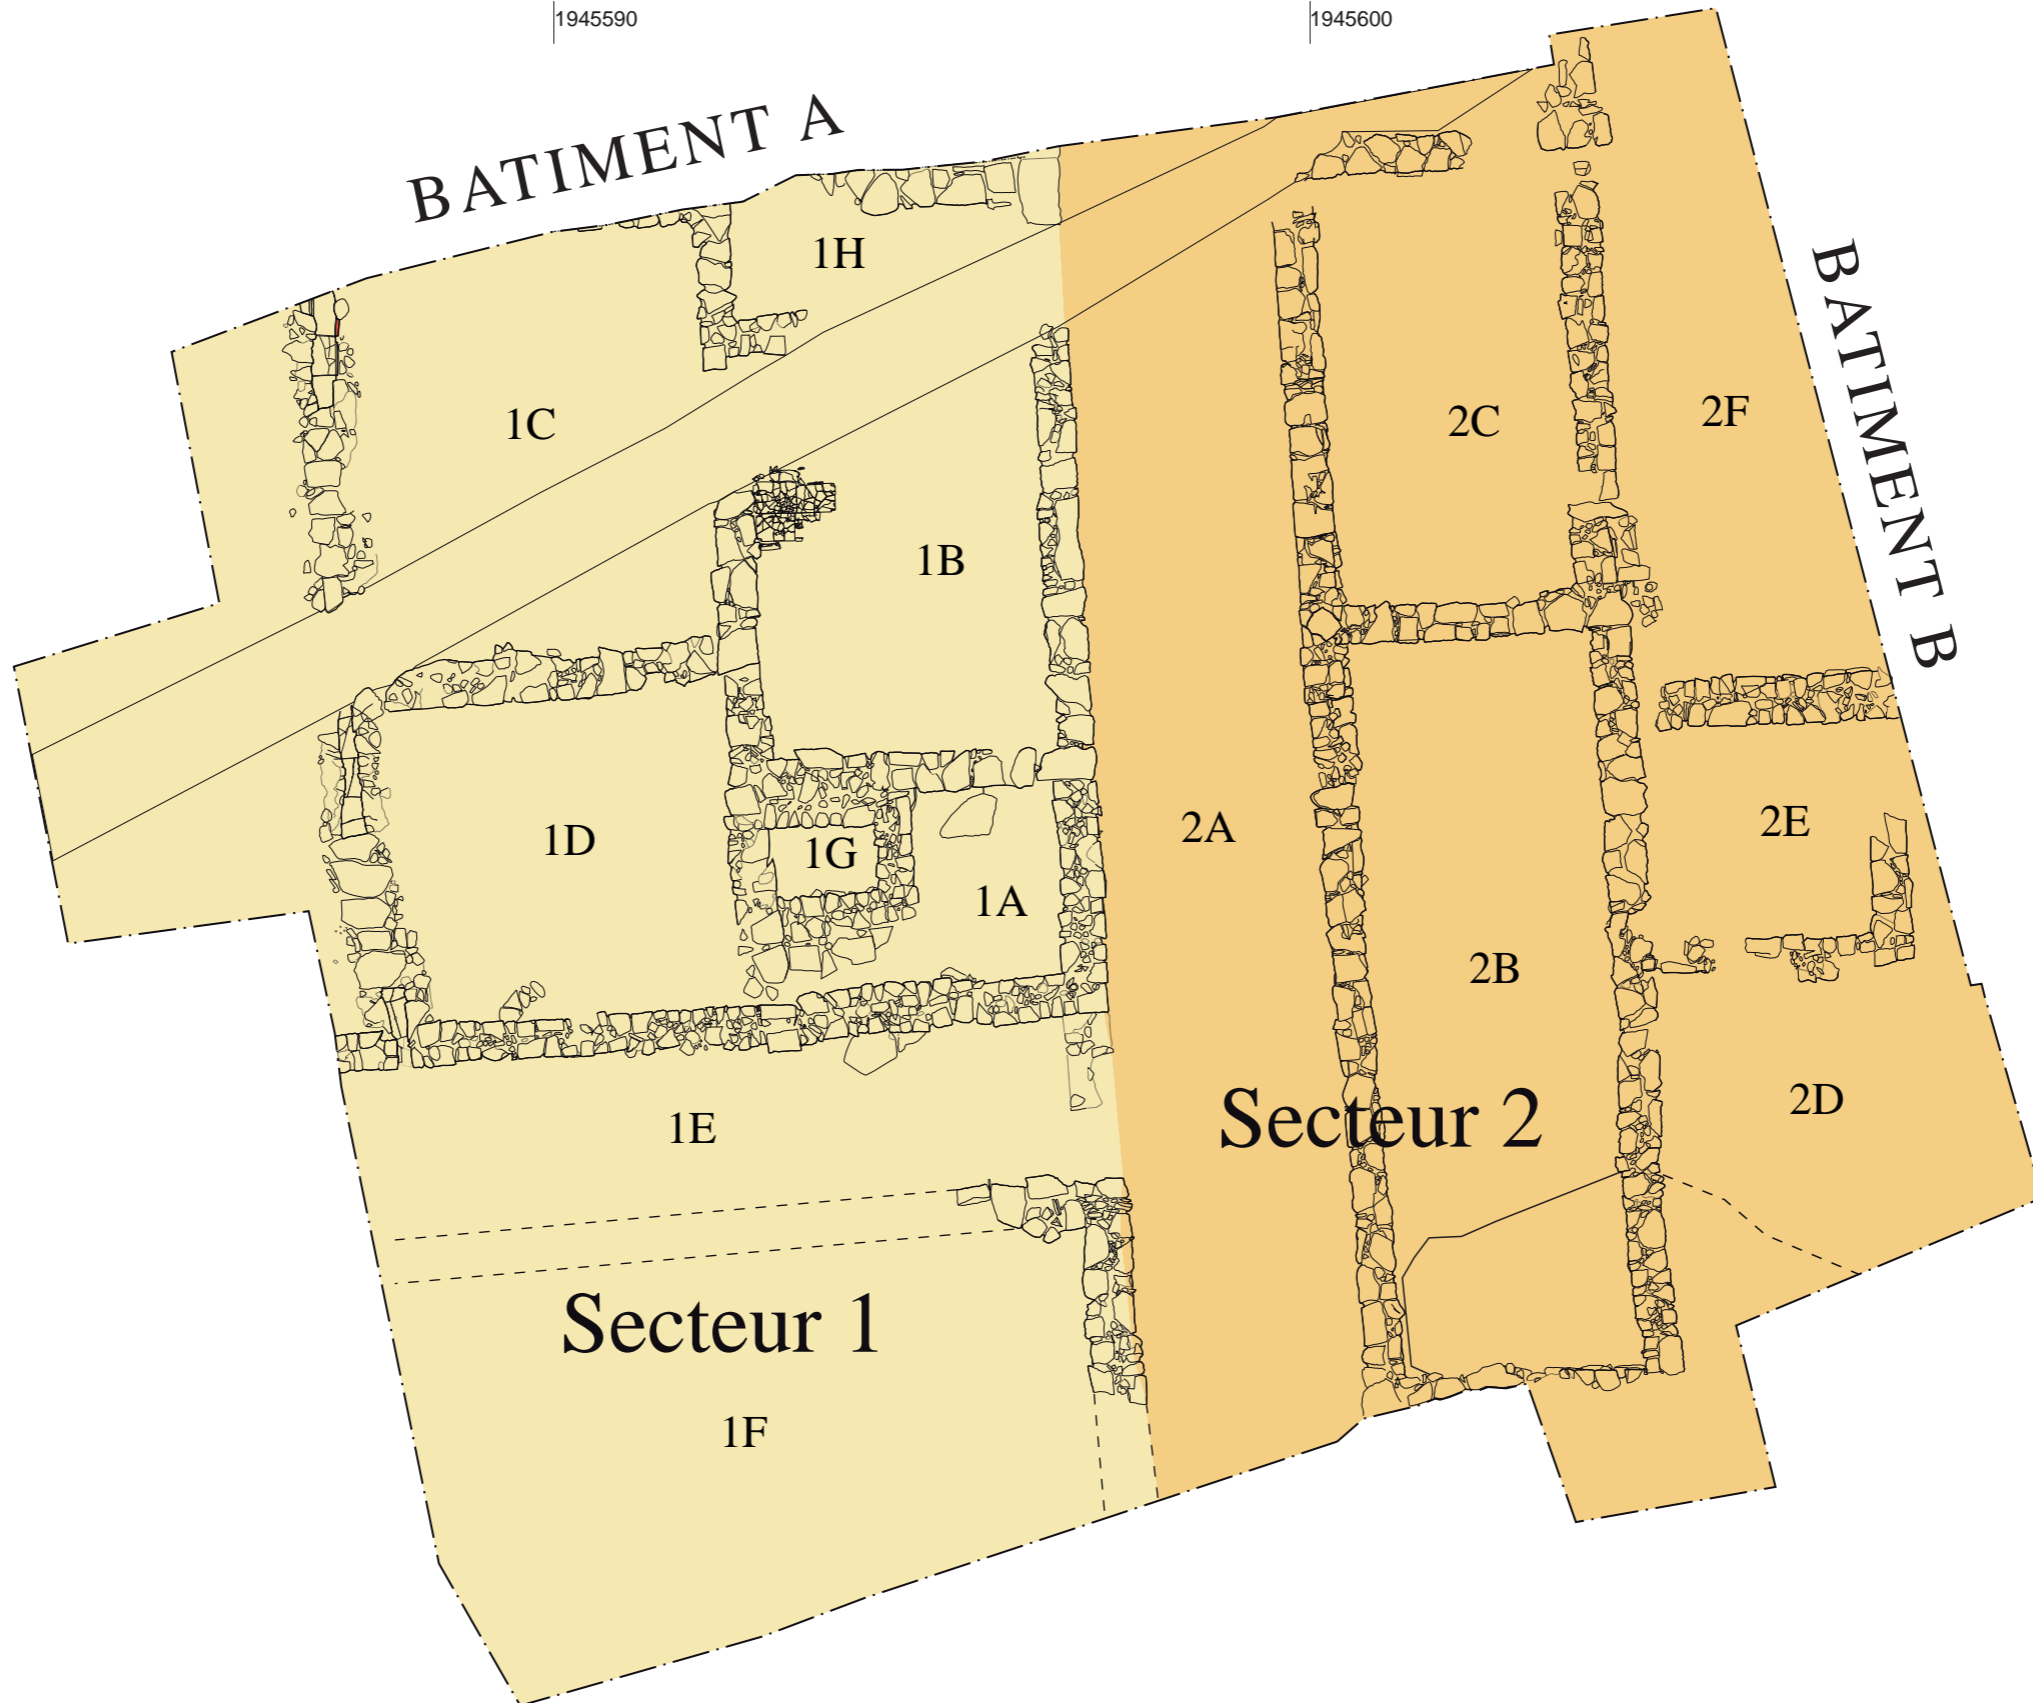 1945590
1945600
BATIMENT A
1H
1C
2C
2F
BATIMENT B
1B
2A
2E
1D
1G
1A
2B
Secteur 2
2D
1E
Secteur 1
1F